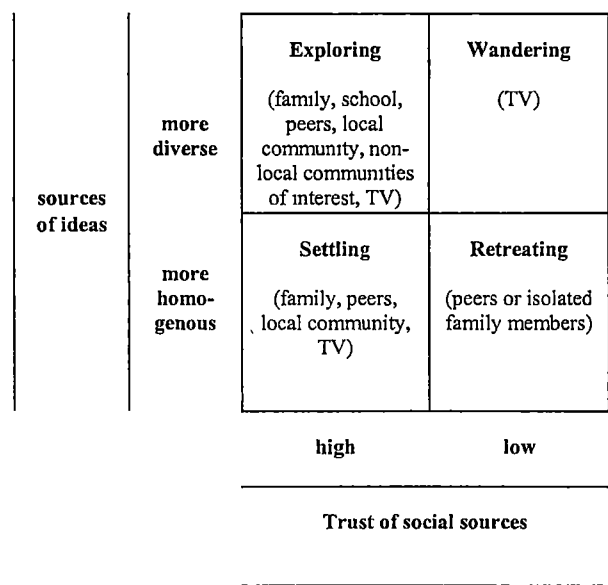 Exploring
(family, school,
peers, local
community, non-
local communities
of interest, TV)
Wandering
(TV)
more
diverse
sources
of ideas
Settling
(family, peers,
local community,
TV)
Retreating
(peers or isolated
family members)
more
homo-
genous
high
low
Trust of social sources